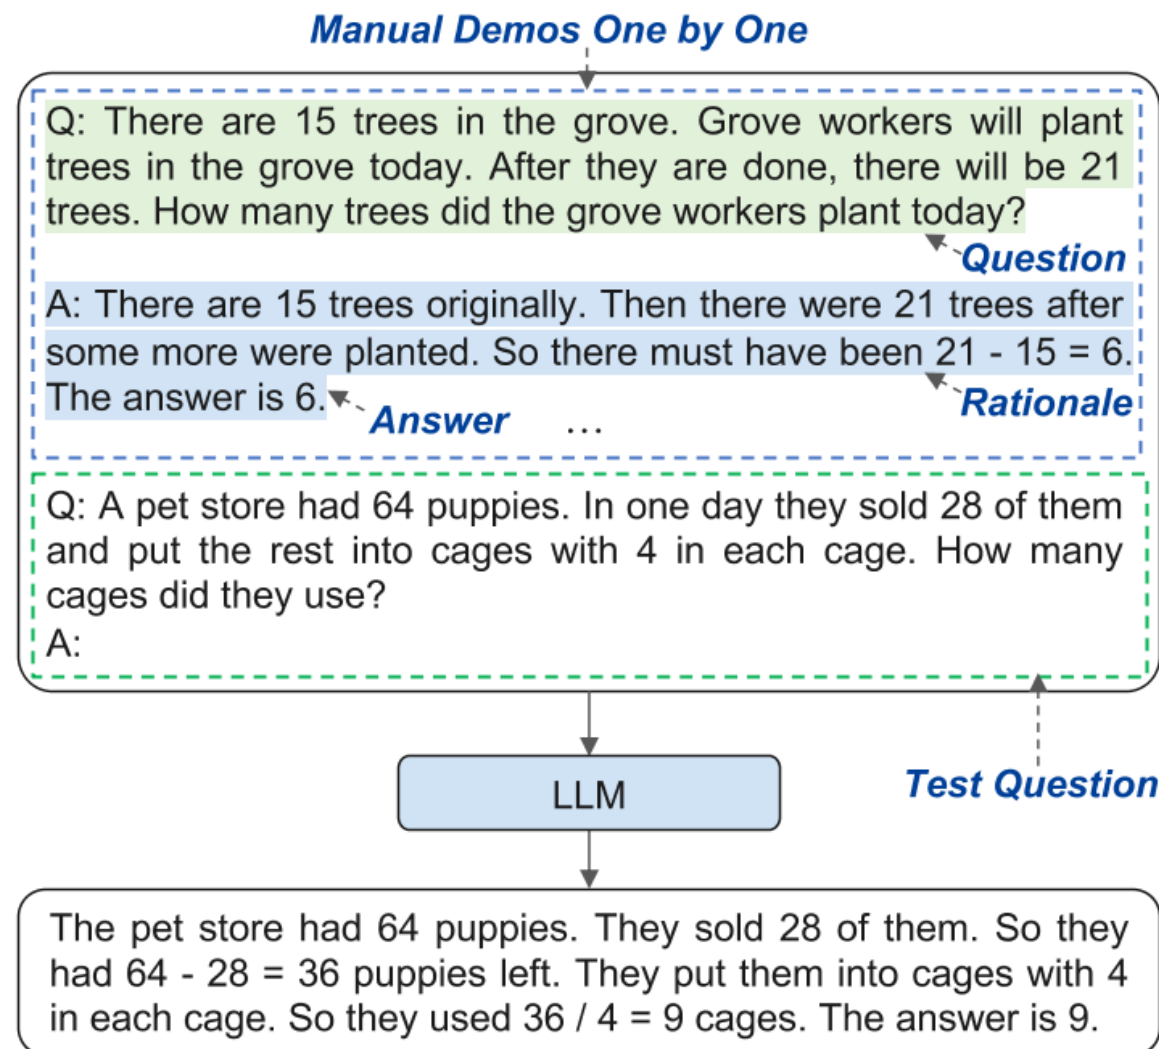 Manual Demos One by One
Q: There are 15 trees in the grove. Grove workers will plant
trees in the grove today. After they are done, there will be 21
trees. How many trees did the grove workers plant today?
Question
A: There are 15 trees originally. Then there were 21 trees after
some more were planted. So there must have been 21 - 15 = 6.
The answer is 6.
Rationale
Answer
...
Q: A pet store had 64 puppies. In one day they sold 28 of them
and put the rest into cages with 4 in each cage. How many
cages did they use?
A:
Test Question
LLM
The pet store had 64 puppies. They sold 28 of them. So they
had 64 - 28 = 36 puppies left. They put them into cages with 4
in each cage. So they used 36 / 4 = 9 cages. The answer is 9.